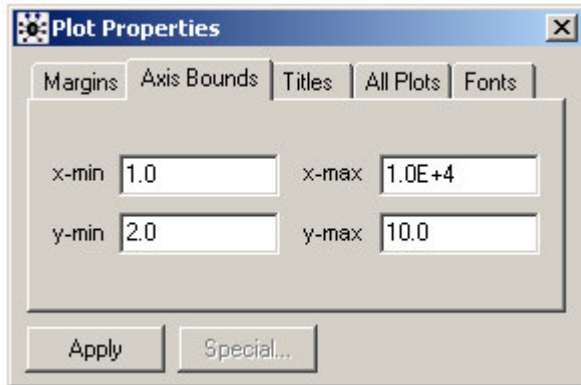 Plot Properties
Margins Axis Bounds Titles All Plots Fonts
x-min 1.0 x-max 1.0E+4
y-min 2.0 y-max 10.0
Apply Special...